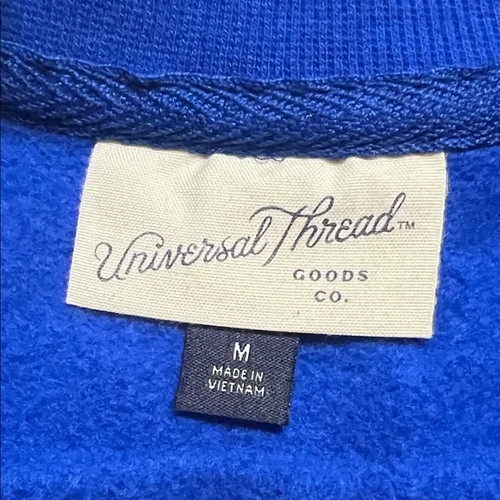 Universal Thread™
GOODS
CO.
M
MADE IN
VIETNAM